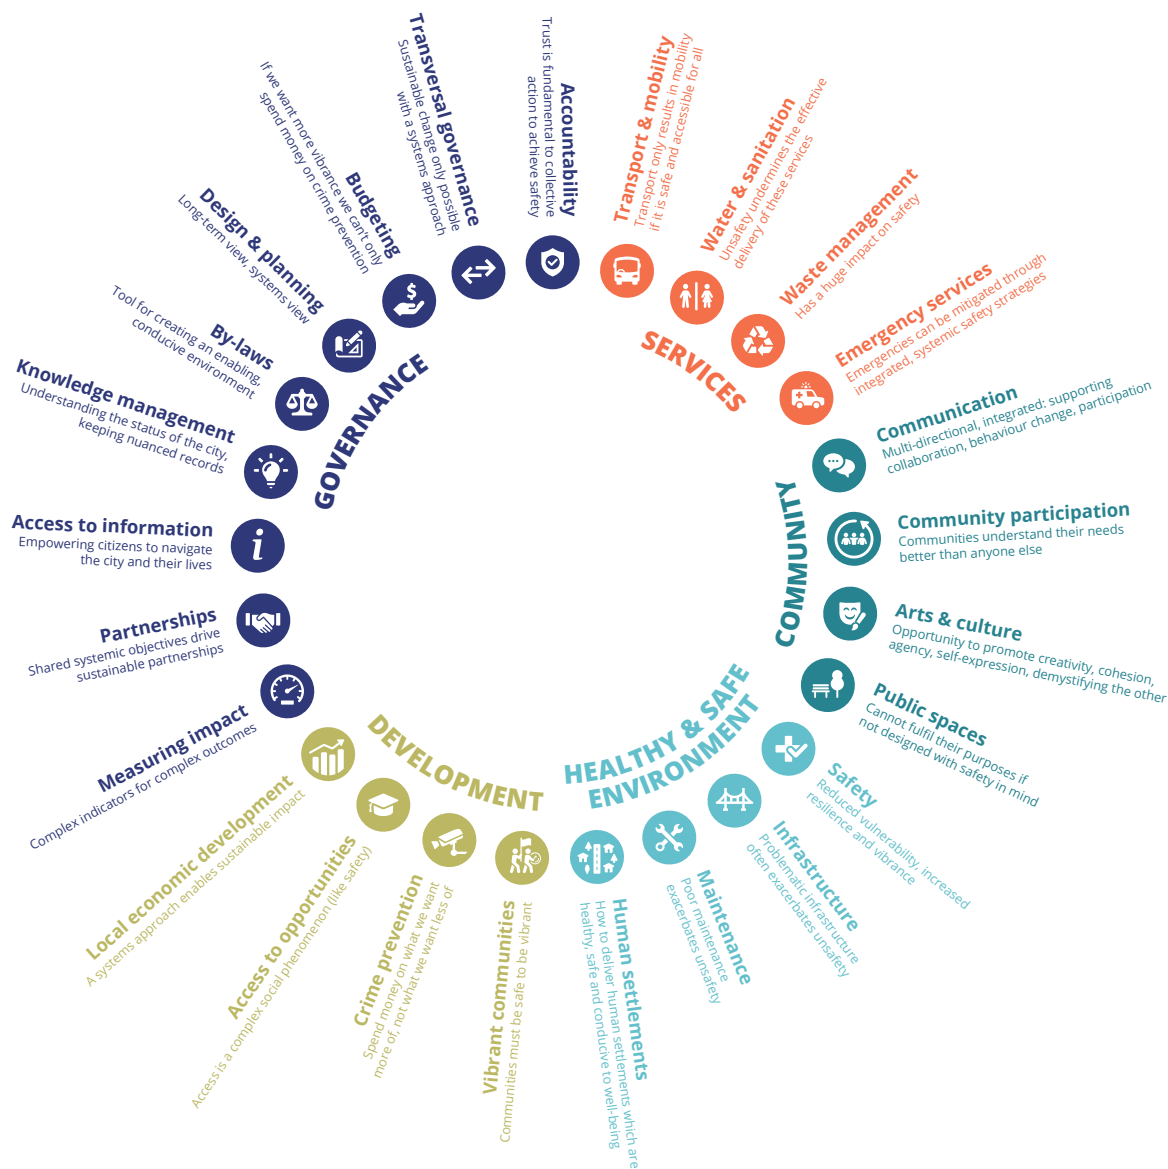 GOVERNANCE
Measuring impact
Complex indicators for complex outcomes
Partnerships
Shared systemic objectives drive
sustainable partnerships
Access to information
Empowering citizens to navigate
the city and their lives
Knowledge management
Understanding the status of the city,
keeping nuanced records
By-laws
Tool for creating an enabling,
conducive environment
Design & planning
Long-term view, systems view
Budgeting
If we want more vibrance we can't only
spend money on crime prevention
Transversal governance
Sustainable change only possible
with a systems approach
Accountability
Trust is fundamental to collective
action to achieve safety
SERVICES
Transport & mobility
Transport only results in mobility
if it is safe and accessible for all
Water & sanitation
Unsafety undermines the effective
delivery of these services
Waste management
Has a huge impact on safety
Emergency services
Emergencies can be mitigated through
integrated, systemic safety strategies
COMMUNITY
Communication
Multi-directional, integrated: supporting
collaboration, behaviour change, participation
Community participation
Communities understand their needs
better than anyone else
Arts & culture
Opportunity to promote creativity, cohesion,
agency, self-expression, demystifying the other
Public spaces
Cannot fulfil their purposes if
not designed with safety in mind
HEALTHY & SAFE
ENVIRONMENT
Safety
Reduced vulnerability, increased
resilience and vibrance
Infrastructure
Problematic infrastructure
often exacerbates unsafety
Maintenance
Poor maintenance
exacerbates unsafety
Human settlements
How to deliver human settlements which are
healthy, safe and conducive to well-being
DEVELOPMENT
Vibrant communities
Communities must be safe to be vibrant
Crime prevention
Spend money on what we want
more of, not what we want less of
Access to opportunities
Access is a complex social phenomenon (like safety)
Local economic development
A systems approach enables sustainable impact
$
i